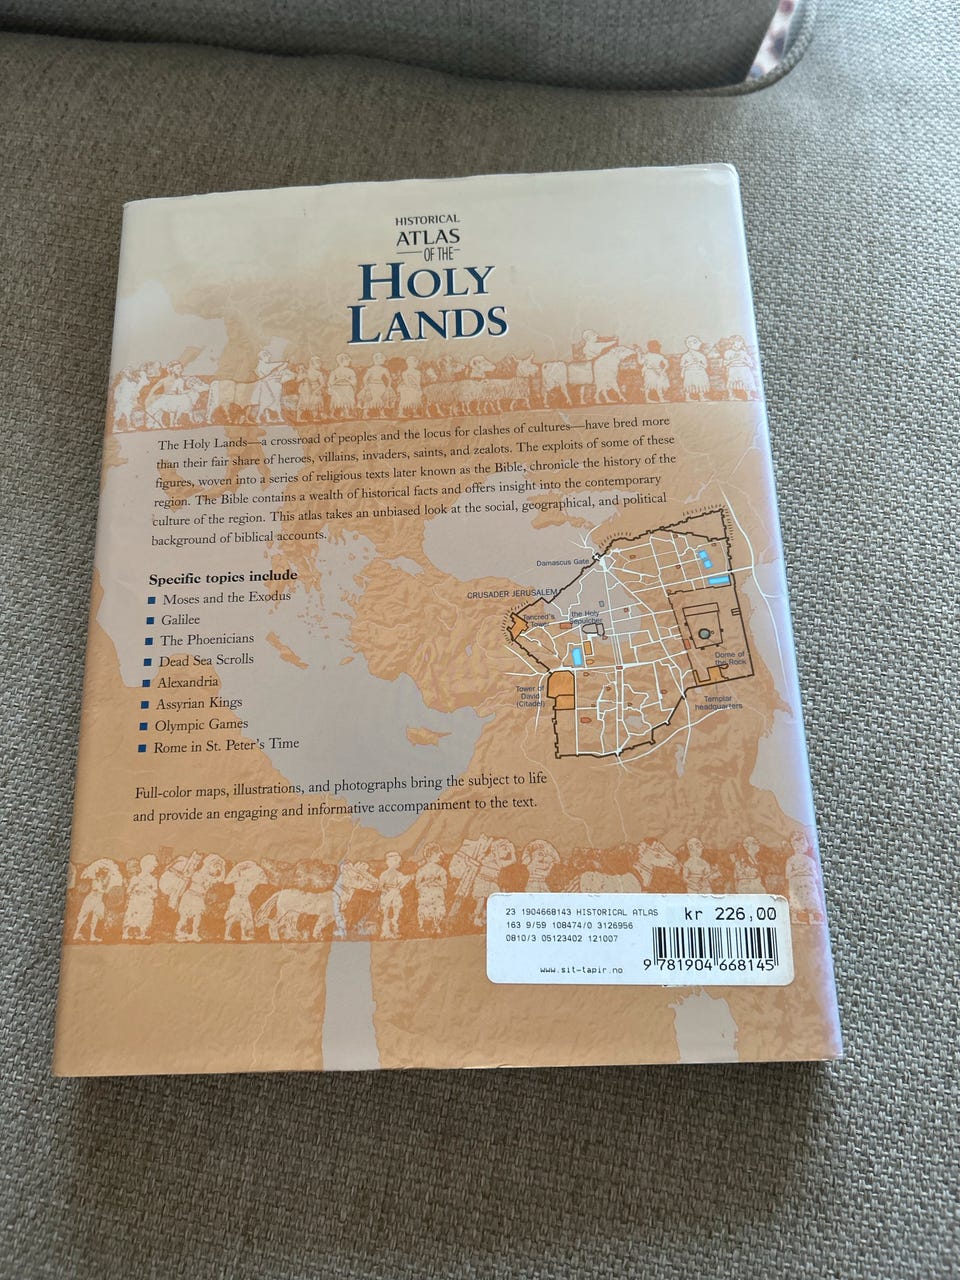 HISTORICAL
ATLAS
OF THE
HOLY
LANDS
The Holy Lands—a crossroad of peoples and the locus for clashes of cultures—have bred more
than their fair share of heroes, villains, invaders, saints, and zealots. The exploits of some of these
figures, woven into a series of religious texts later known as the Bible, chronicle the history of the
region. The Bible contains a wealth of historical facts and offers insight into the contemporary
culture of the region. This atlas takes an unbiased look at the social, geographical, and political
background of biblical accounts.
Specific topics include
■ Moses and the Exodus
■ Galilee
■ The Phoenicians
■ Dead Sea Scrolls
■ Alexandria
■ Assyrian Kings
■ Olympic Games
■ Rome in St. Peter's Time
Damascus Gate
CRUSADER JERUSALEM
Tancred's
Tower
the Holy
Sepulcher
Dome of
the Rock
Tower of
David
(Citadel)
Templar
headquarters
Full-color maps, illustrations, and photographs bring the subject to life
and provide an engaging and informative accompaniment to the text.
23 1904668143 HISTORICAL ATLAS kr 226,00
163 9/59 108474/0 3126956
0810/3 05123402 121007
www.sit-tapir.no 9 781904 668145